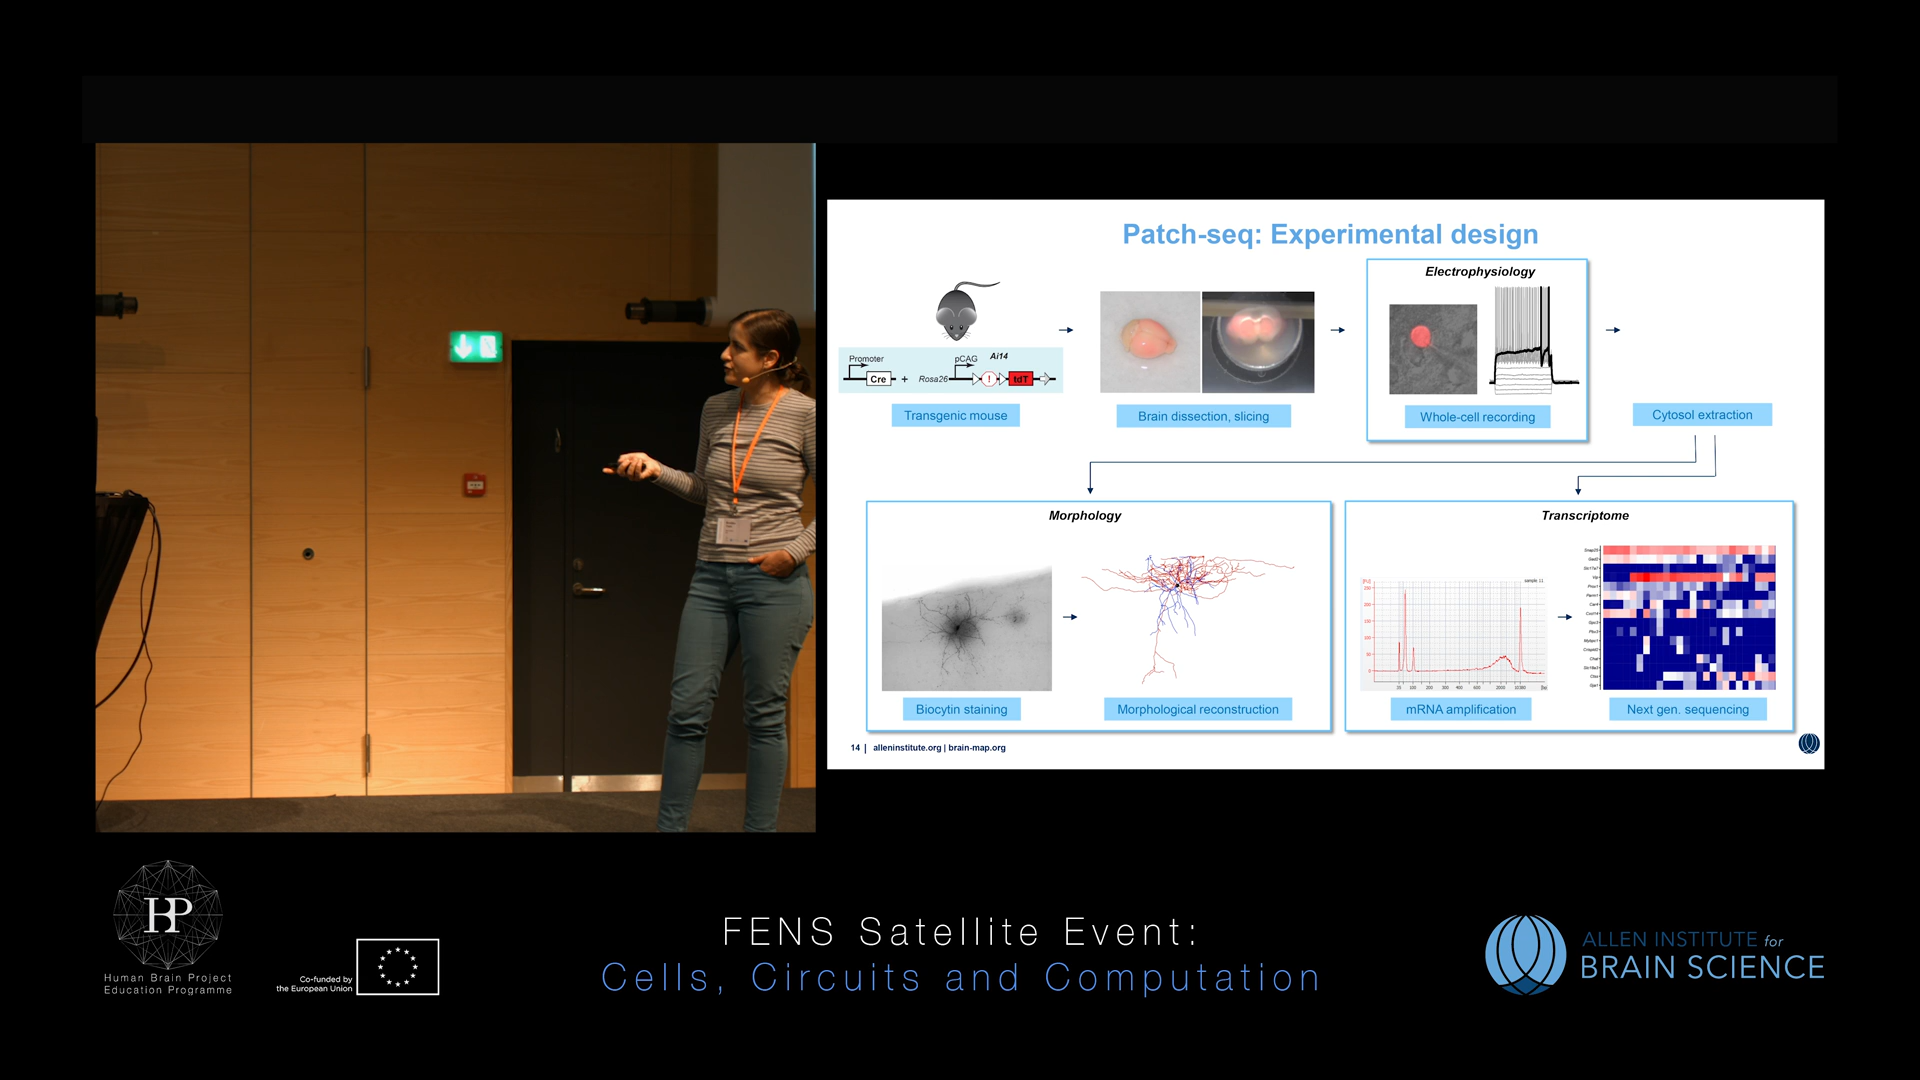 Patch-seq: Experimental design
Electrophysiology
Promoter
Cre
+
Rosa26
pCAG
Ai14
!
tdT
Transgenic mouse
Brain dissection, slicing
Whole-cell recording
Cytosol extraction
Morphology
Biocytin staining
Morphological reconstruction
Transcriptome
mRNA amplification
Next gen. sequencing
14 | alleninstitute.org | brain-map.org
HBP
Human Brain Project
Education Programme
Co-funded by
the European Union
FENS Satellite Event:
Cells, Circuits and Computation
ALLEN INSTITUTE for
BRAIN SCIENCE